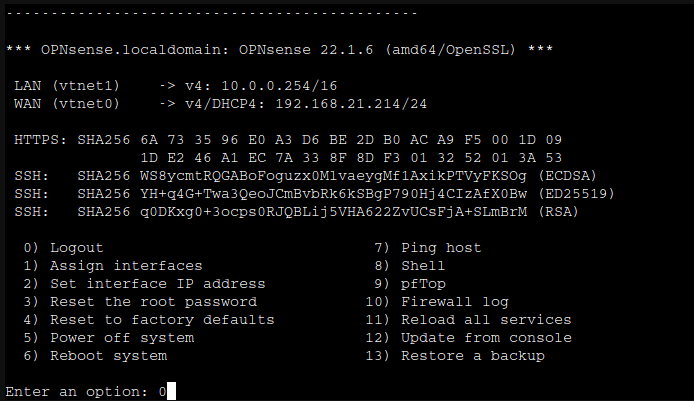 ----------------------------------------------
*** OPNsense.localdomain: OPNsense 22.1.6 (amd64/OpenSSL) ***
LAN (vtnet1)    -> v4: 10.0.0.254/16
WAN (vtnet0)    -> v4/DHCP4: 192.168.21.214/24
HTTPS: SHA256 6A 73 35 96 E0 A3 D6 BE 2D B0 AC A9 F5 00 1D 09
1D E2 46 A1 EC 7A 33 8F 8D F3 01 32 52 01 3A 53
SSH:   SHA256 WS8ycmtRQGABoFoguzx0MlvaeygMf1AxikPTVyFKSOg (ECDSA)
SSH:   SHA256 YH+q4G+Twa3QeoJCmBvbRk6kSBgP790Hj4CIzAfX0Bw (ED25519)
SSH:   SHA256 q0DKxg0+3ocps0RJQBLij5VHA622ZvUCsFjA+SLmBrM (RSA)
0) Logout                              7) Ping host
1) Assign interfaces                   8) Shell
2) Set interface IP address            9) pfTop
3) Reset the root password            10) Firewall log
4) Reset to factory defaults          11) Reload all services
5) Power off system                   12) Update from console
6) Reboot system                      13) Restore a backup
Enter an option: 0